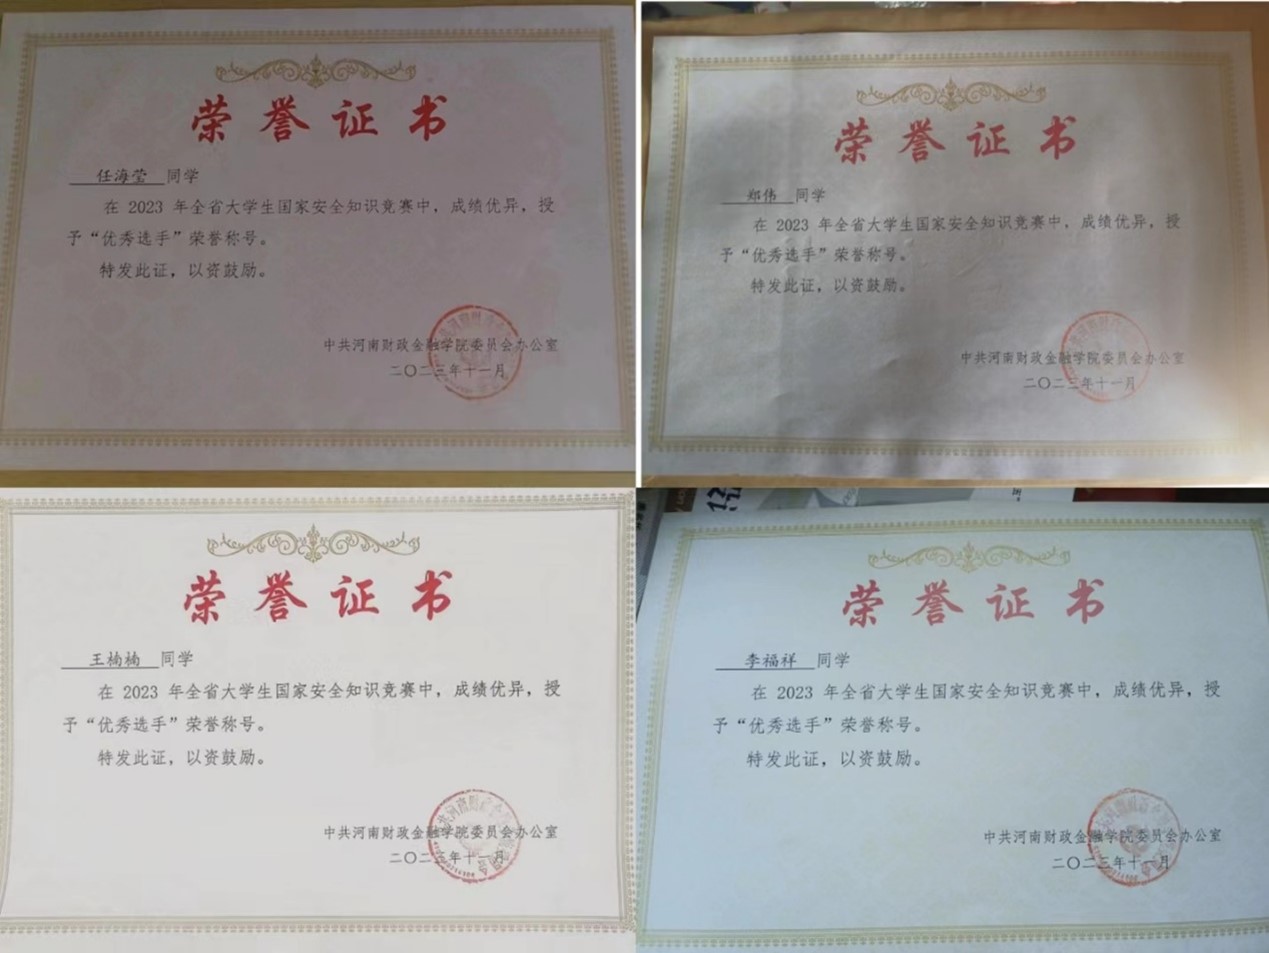 荣誉证书
任海莹 同学
在 2023 年全省大学生国家安全知识竞赛中，成绩优异，授
予“优秀选手”荣誉称号。
特发此证，以资鼓励。
中共河南财政金融学院委员会办公室
二〇二三年十一月
荣誉证书
郑伟 同学
在 2023 年全省大学生国家安全知识竞赛中，成绩优异，授
予“优秀选手”荣誉称号。
特发此证，以资鼓励。
中共河南财政金融学院委员会办公室
二〇二三年十一月
荣誉证书
王楠楠 同学
在 2023 年全省大学生国家安全知识竞赛中，成绩优异，授
予“优秀选手”荣誉称号。
特发此证，以资鼓励。
中共河南财政金融学院委员会办公室
二〇二三年十一月
荣誉证书
李福祥 同学
在 2023 年全省大学生国家安全知识竞赛中，成绩优异，授
予“优秀选手”荣誉称号。
特发此证，以资鼓励。
中共河南财政金融学院委员会办公室
二〇二三年十一月